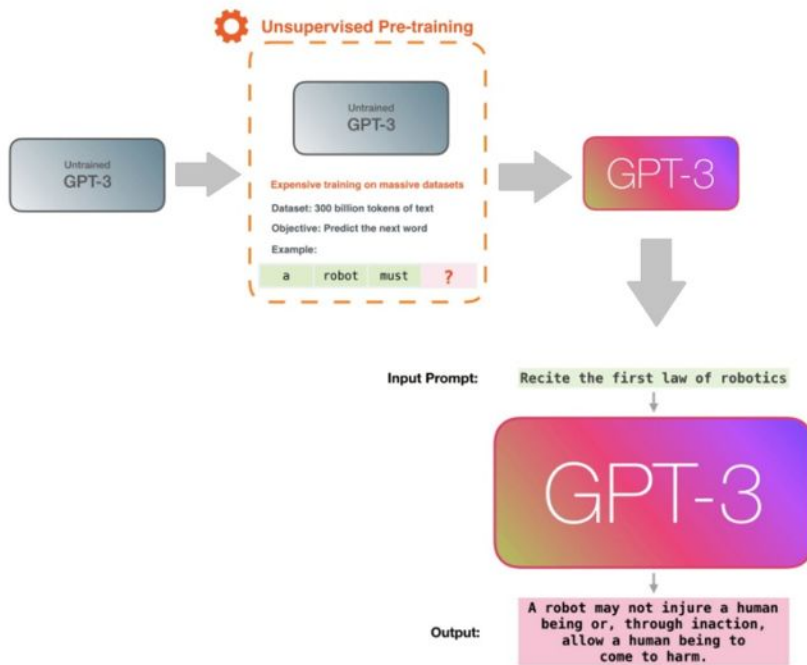 Unsupervised Pre-training
Untrained
GPT-3
Untrained
GPT-3
Expensive training on massive datasets
Dataset: 300 billion tokens of text
Objective: Predict the next word
Example:
a robot must ?
GPT-3
Input Prompt: Recite the first law of robotics
GPT-3
Output:
A robot may not injure a human
being or, through inaction,
allow a human being to
come to harm.